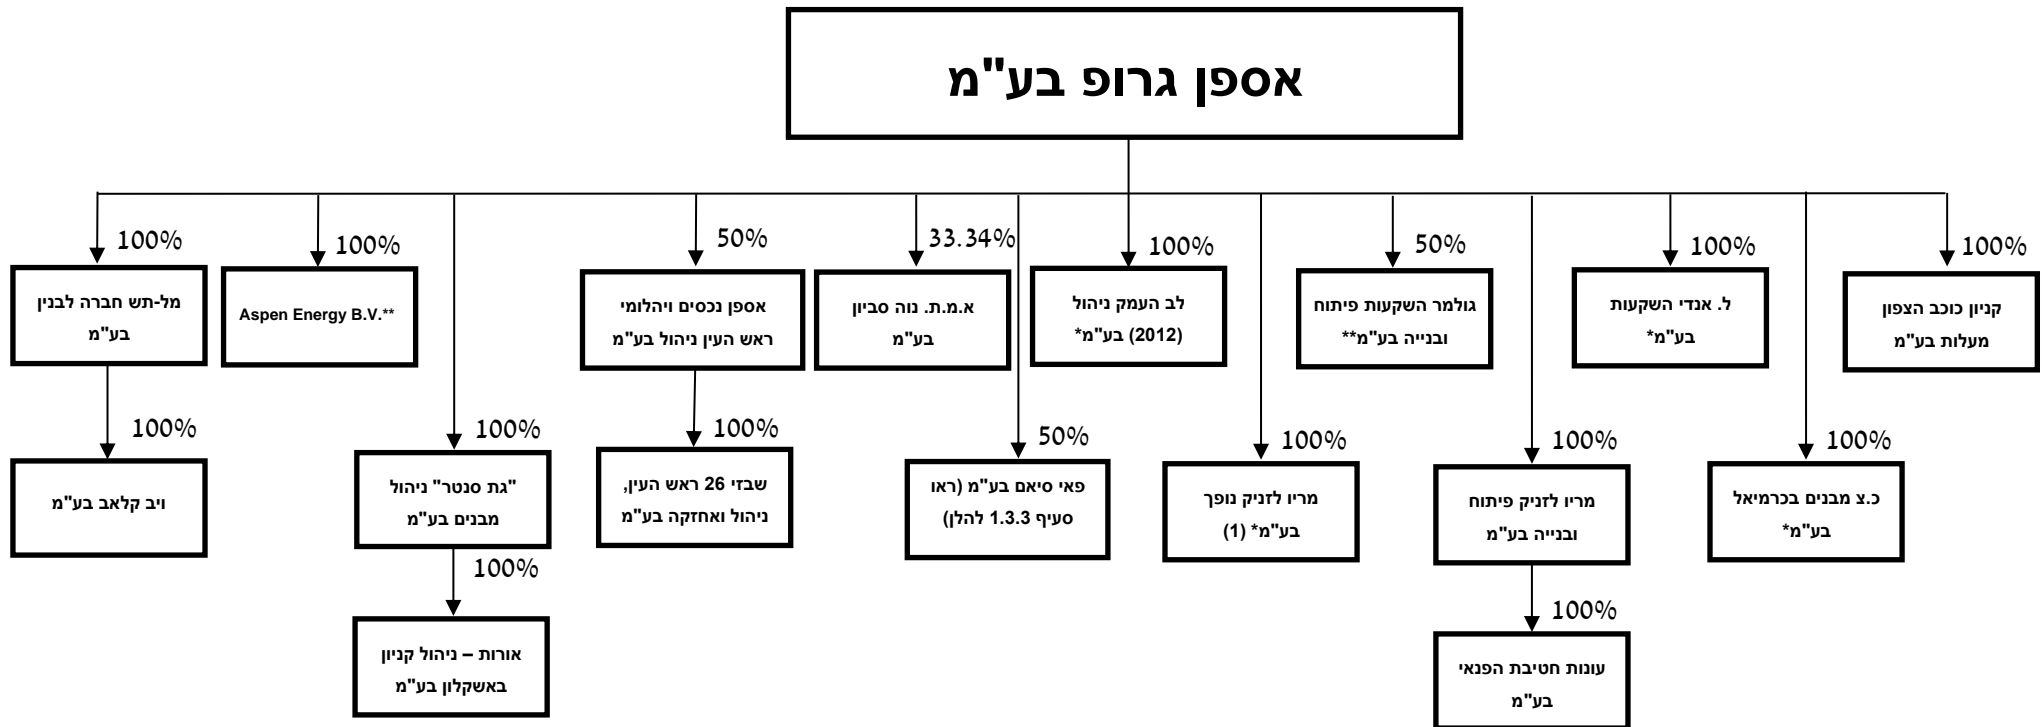 אספן גרופ בע"מ
100%
קניון כוכב הצפון
מעלות בע"מ
100%
ל. אנדי השקעות
בע"מ*
50%
גולמר השקעות פיתוח
ובנייה בע"מ**
100%
לב העמק ניהול
(2012) בע"מ*
33.34%
א.מ.ת. נוה סביון
בע"מ
50%
אספן נכסים ויהלומי
ראש העין ניהול בע"מ
100%
Aspen Energy B.V.**
100%
מל-תש חברה לבנין
בע"מ
100%
כ.צ מבנים בכרמיאל
בע"מ*
100%
מריו לזניק פיתוח
ובנייה בע"מ
100%
מריו לזניק נופך
בע"מ* (1)
50%
פאי סיאם בע"מ (ראו
סעיף 1.3.3 להלן)
100%
שבזי 26 ראש העין,
ניהול ואחזקה בע"מ
100%
"גת סנטר" ניהול
מבנים בע"מ
100%
ויב קלאב בע"מ
100%
עונות חטיבת הפנאי
בע"מ
100%
אורות – ניהול קניון
באשקלון בע"מ